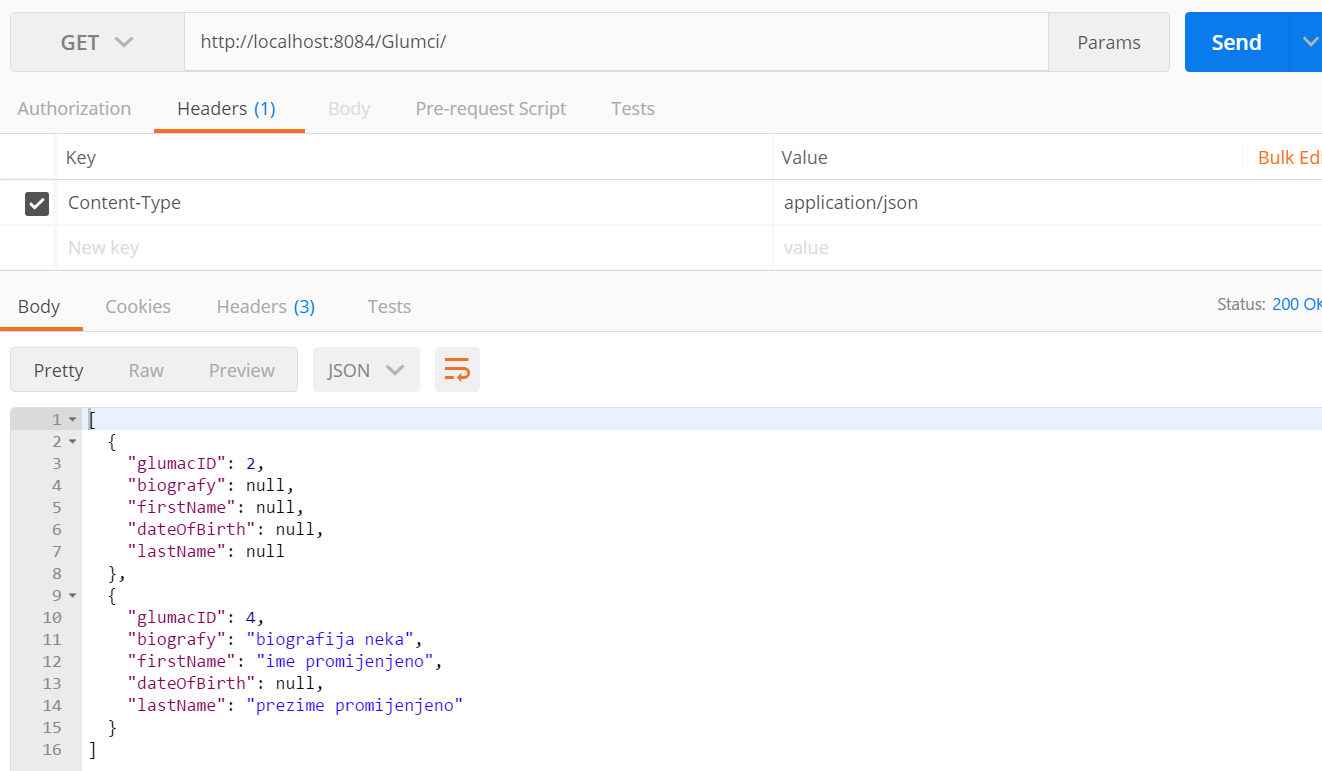 GET http://localhost:8084/Glumci/ Params Send
Authorization Headers (1) Body Pre-request Script Tests
Key Value Bulk Edi
Content-Type application/json
New key value
Body Cookies Headers (3) Tests Status: 200 OK
Pretty Raw Preview JSON
1 [
2 {
3 "glumacID": 2,
4 "biografy": null,
5 "firstName": null,
6 "dateOfBirth": null,
7 "lastName": null
8 },
9 {
10 "glumacID": 4,
11 "biografy": "biografija neka",
12 "firstName": "ime promijenjeno",
13 "dateOfBirth": null,
14 "lastName": "prezime promijenjeno"
15 }
16 ]